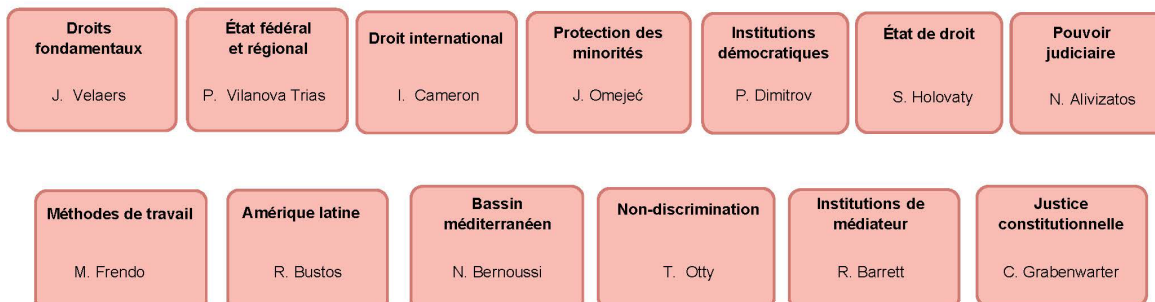 Droits
fondamentaux
J. Velaers
État fédéral
et régional
P. Vilanova Trias
Droit international
I. Cameron
Protection des
minorités
J. Omejeć
Institutions
démocratiques
P. Dimitrov
État de droit
S. Holovaty
Pouvoir
judiciaire
N. Alivizatos
Méthodes de travail
M. Frendo
Amérique latine
R. Bustos
Bassin
méditerranéen
N. Bernoussi
Non-discrimination
T. Otty
Institutions de
médiateur
R. Barrett
Justice
constitutionnelle
C. Grabenwarter